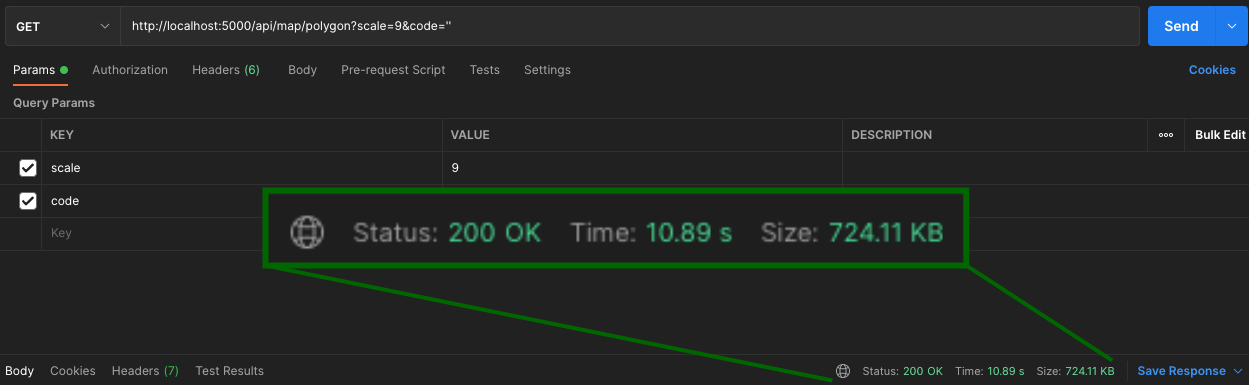 GET http://localhost:5000/api/map/polygon?scale=9&code='' Send
Params Authorization Headers (6) Body Pre-request Script Tests Settings Cookies
Query Params
KEY VALUE DESCRIPTION ooo Bulk Edit
scale 9
code
Key
Status: 200 OK Time: 10.89 s Size: 724.11 KB
Body Cookies Headers (7) Test Results Status: 200 OK Time: 10.89 s Size: 724.11 KB Save Response